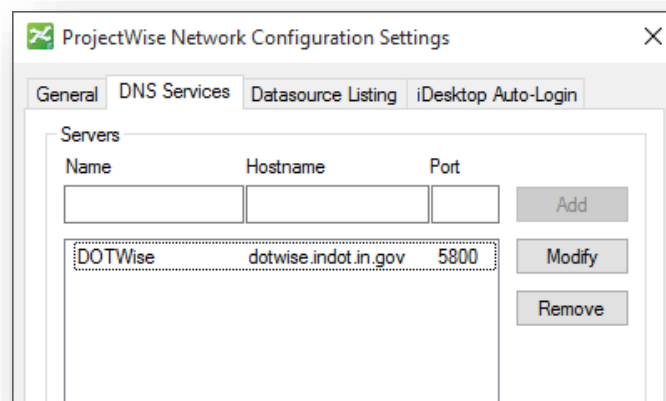 ProjectWise Network Configuration Settings
General DNS Services Datasource Listing iDesktop Auto-Login
Servers
Name Hostname Port
Add
DOTWise dotwise.indot.in.gov 5800 Modify
Remove